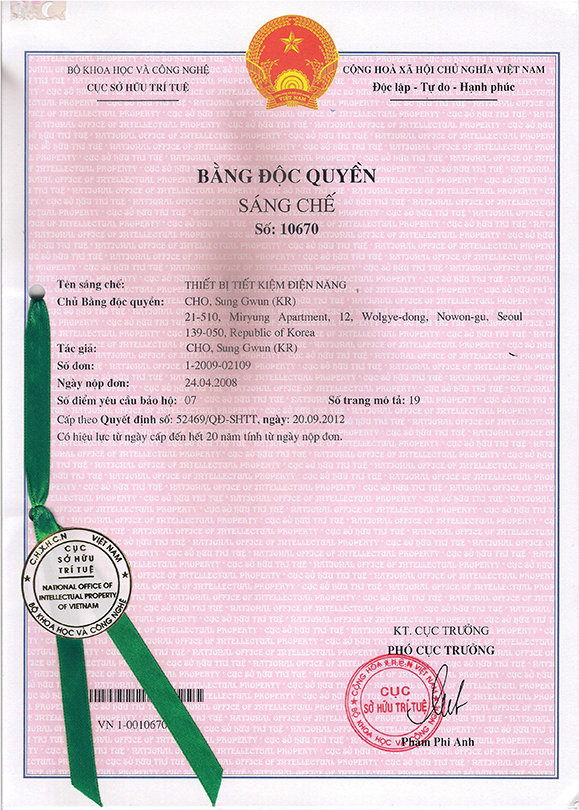 BỘ KHOA HỌC VÀ CÔNG NGHỆ
CỤC SỞ HỮU TRÍ TUỆ
CỘNG HOÀ XÃ HỘI CHỦ NGHĨA VIỆT NAM
Độc lập - Tự do - Hạnh phúc
VIỆT NAM
BẰNG ĐỘC QUYỀN
SÁNG CHẾ
Số: 10670
Tên sáng chế: THIẾT BỊ TIẾT KIỆM ĐIỆN NĂNG
Chủ Bằng độc quyền: CHO, Sung Gwun (KR)
21-510, Miryung Apartment, 12, Wolgye-dong, Nowon-gu, Seoul
139-050, Republic of Korea
Tác giả: CHO, Sung Gwun (KR)
Số đơn: 1-2009-02109
Ngày nộp đơn: 24.04.2008
Số điểm yêu cầu bảo hộ: 07 Số trang mô tả: 19
Cấp theo Quyết định số: 52469/QĐ-SHTT, ngày: 20.09.2012
Có hiệu lực từ ngày cấp đến hết 20 năm tính từ ngày nộp đơn.
C.H.X.H.C.N VIỆT NAM
CỤC
SỞ HỮU
TRÍ TUỆ
NATIONAL OFFICE OF
INTELLECTUAL PROPERTY
OF VIETNAM
BỘ KHOA HỌC VÀ CÔNG NGHỆ
VN 1-0010670
KT. CỤC TRƯỞNG
PHÓ CỤC TRƯỞNG
CỤC
SỞ HỮU TRÍ TUỆ
Phạm Phi Anh